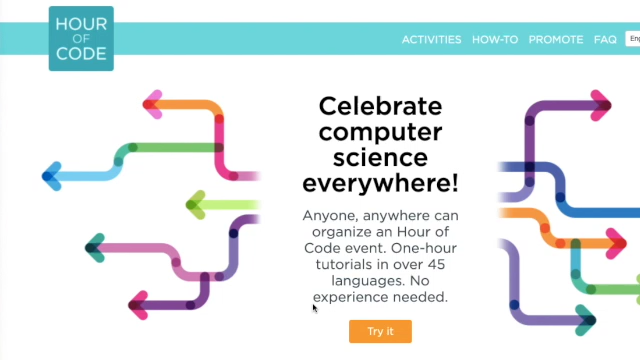 HOUR
OF
CODE
ACTIVITIES HOW-TO PROMOTE FAQ
Celebrate
computer
science
everywhere!
Anyone, anywhere can
organize an Hour of
Code event. One-hour
tutorials in over 45
languages. No
experience needed.
Try it